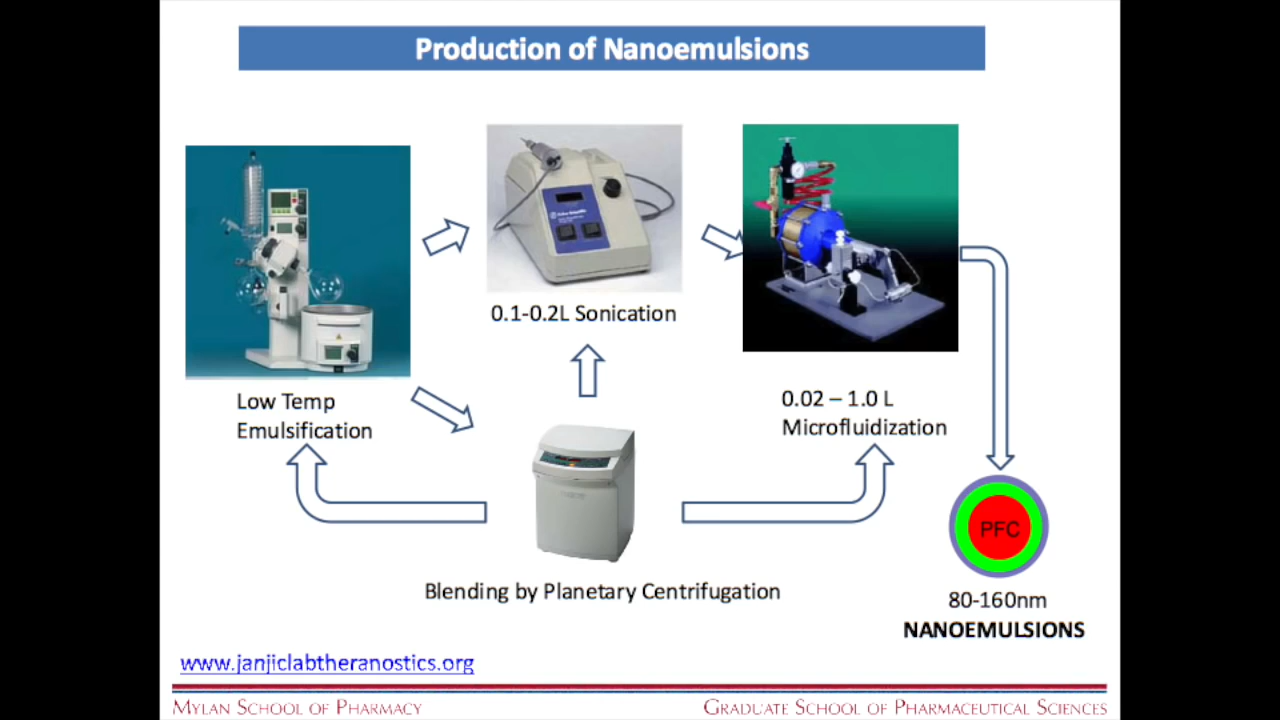 Production of Nanoemulsions
0.1-0.2L Sonication
Low Temp
Emulsification
0.02 – 1.0 L
Microfluidization
PFC
Blending by Planetary Centrifugation
80-160nm
NANOEMULSIONS
www.janjiclabtheranostics.org
MYLAN SCHOOL OF PHARMACY
GRADUATE SCHOOL OF PHARMACEUTICAL SCIENCES